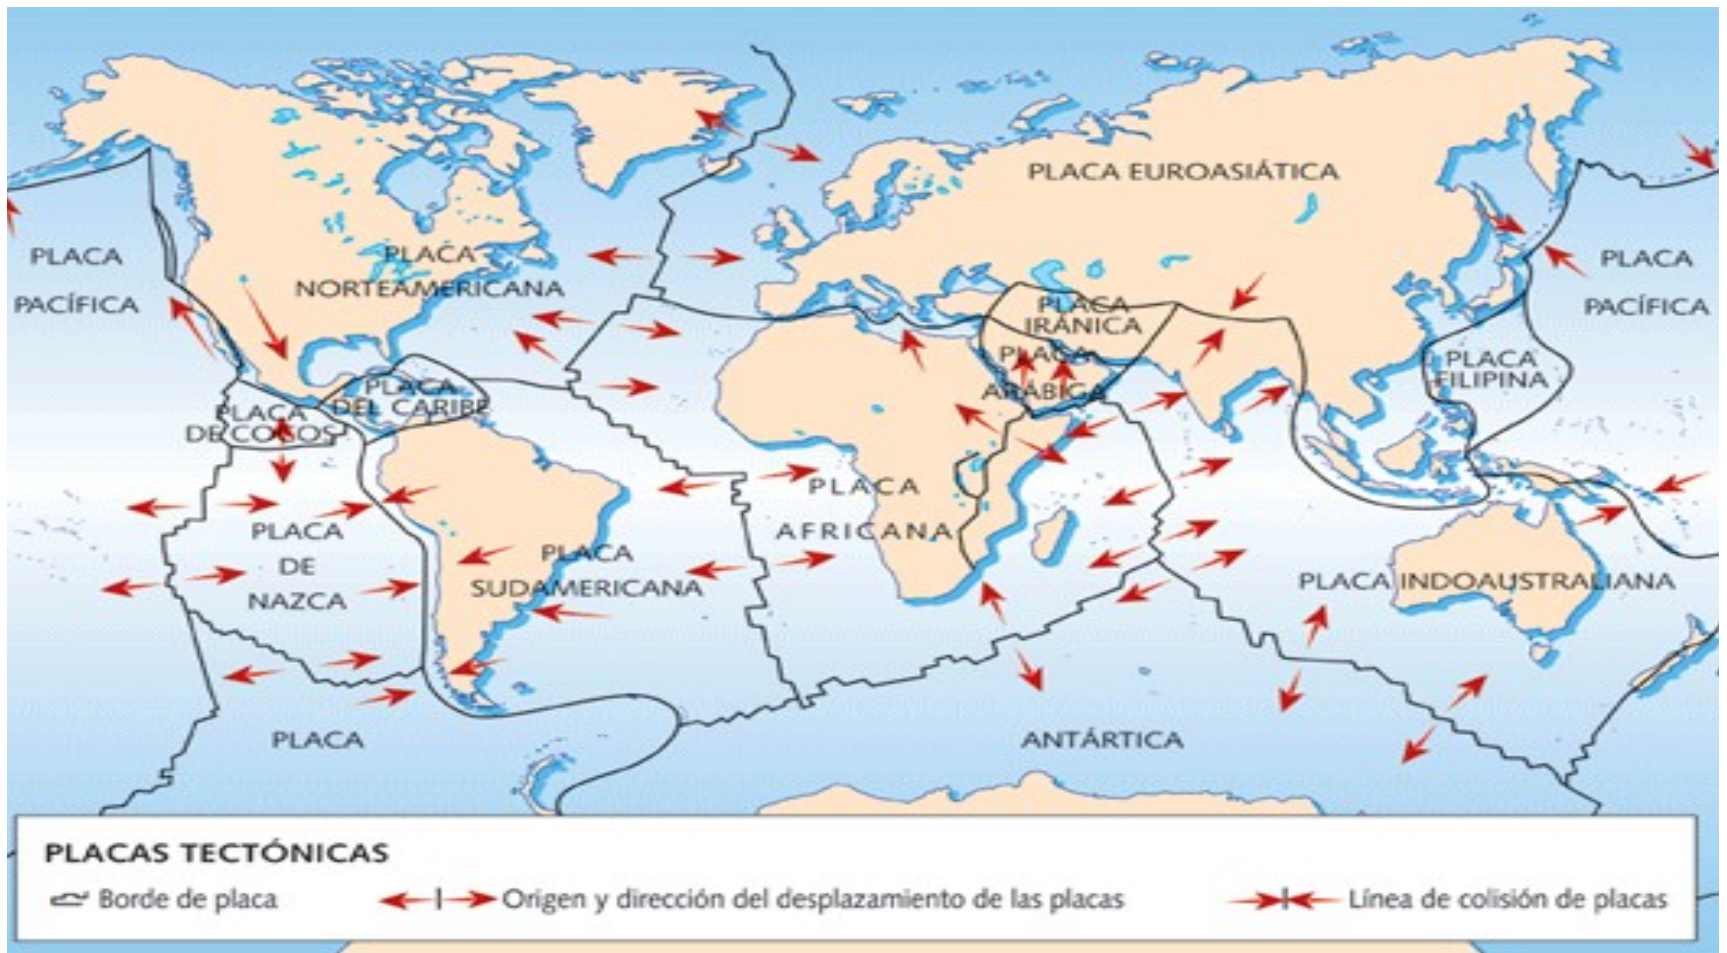 PLACA EUROASIÁTICA
PLACA
PACÍFICA
PLACA
NORTEAMERICANA
PLACA
PACÍFICA
PLACA
IRÁNICA
PLACA
ARÁBIGA
PLACA
FILIPINA
PLACA
DEL CARIBE
PLACA
DE COCOS
PLACA
AFRICANA
PLACA
DE
NAZCA
PLACA
SUDAMERICANA
PLACA INDOAUSTRALIANA
PLACA
ANTÁRTICA
PLACAS TECTÓNICAS
Borde de placa
Origen y dirección del desplazamiento de las placas
Línea de colisión de placas